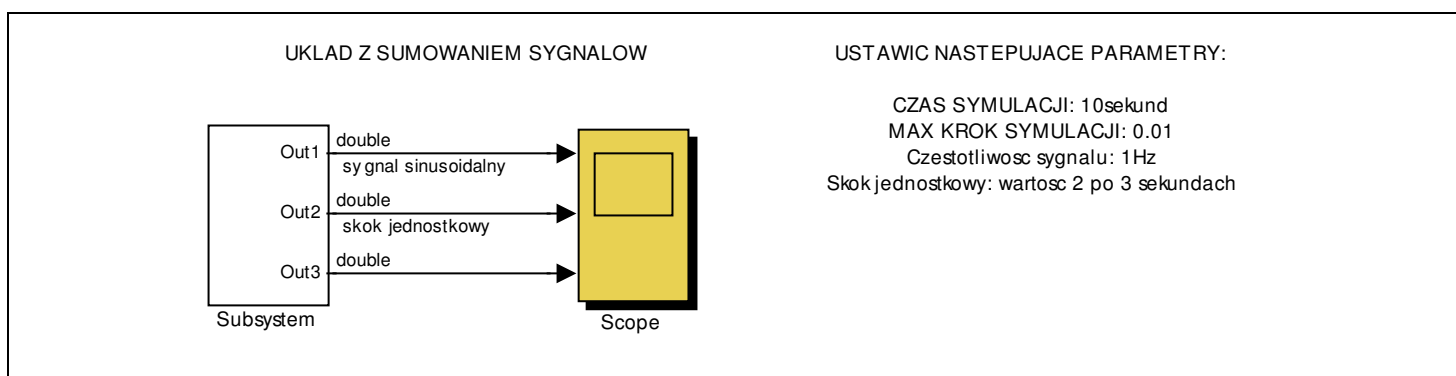 UKLAD Z SUMOWANIEM SYGNALOW
Out1
double
sygnal sinusoidalny
Out2
double
skok jednostkowy
Out3
double
Subsystem
Scope
USTAWIC NASTEPUJACE PARAMETRY:
CZAS SYMULACJI: 10sekund
MAX KROK SYMULACJI: 0.01
Czestotliwosc sygnalu: 1Hz
Skok jednostkowy: wartosc 2 po 3 sekundach